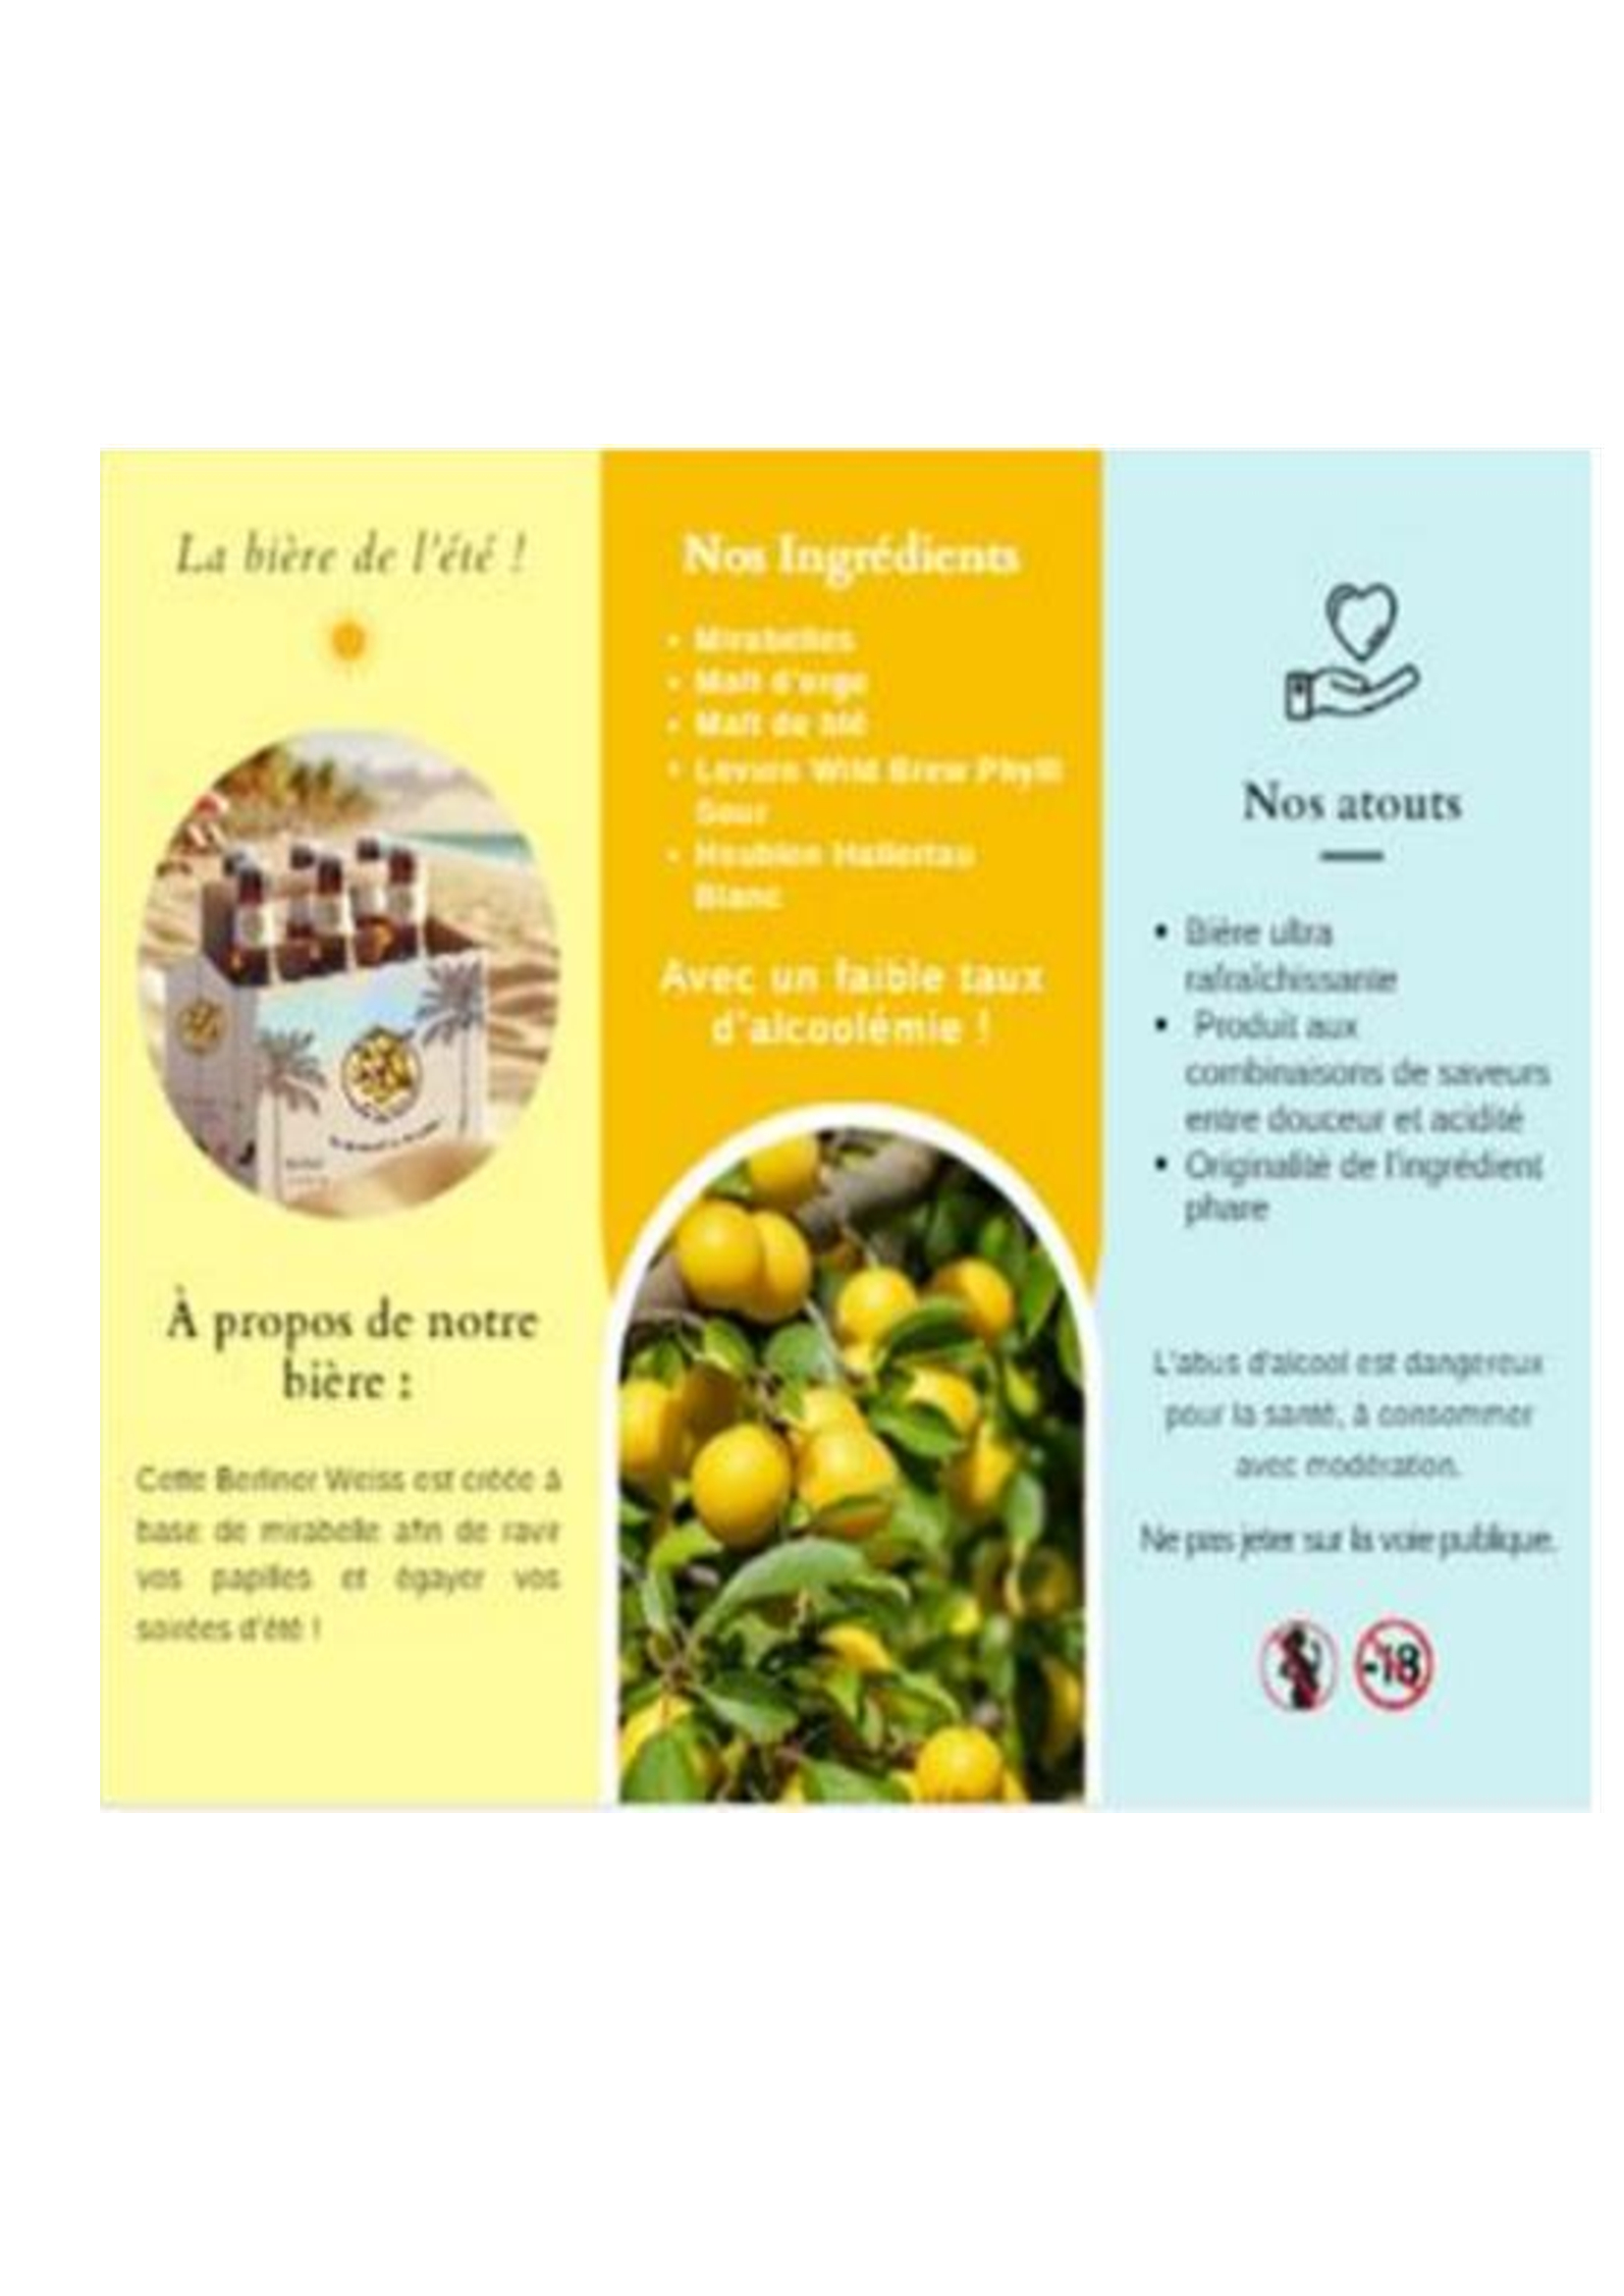 La bière de l'été !
À propos de notre
bière :
Cette Berliner Weiss est créée à
base de mirabelle afin de ravir
vos papilles et égayer vos
soirées d'été !
Nos Ingrédients
• Mirabelles
• Malt d'orge
• Malt de blé
• Levure Wild Brew Phylli
Sour
• Houblon Hallertau
Blanc
Avec un faible taux
d'alcoolémie !
Nos atouts
• Bière ultra
rafraîchissante
• Produit aux
combinaisons de saveurs
entre douceur et acidité
• Originalité de l'ingrédient
phare
L'abus d'alcool est dangereux
pour la santé, à consommer
avec modération.
Ne pas jeter sur la voie publique.
-18